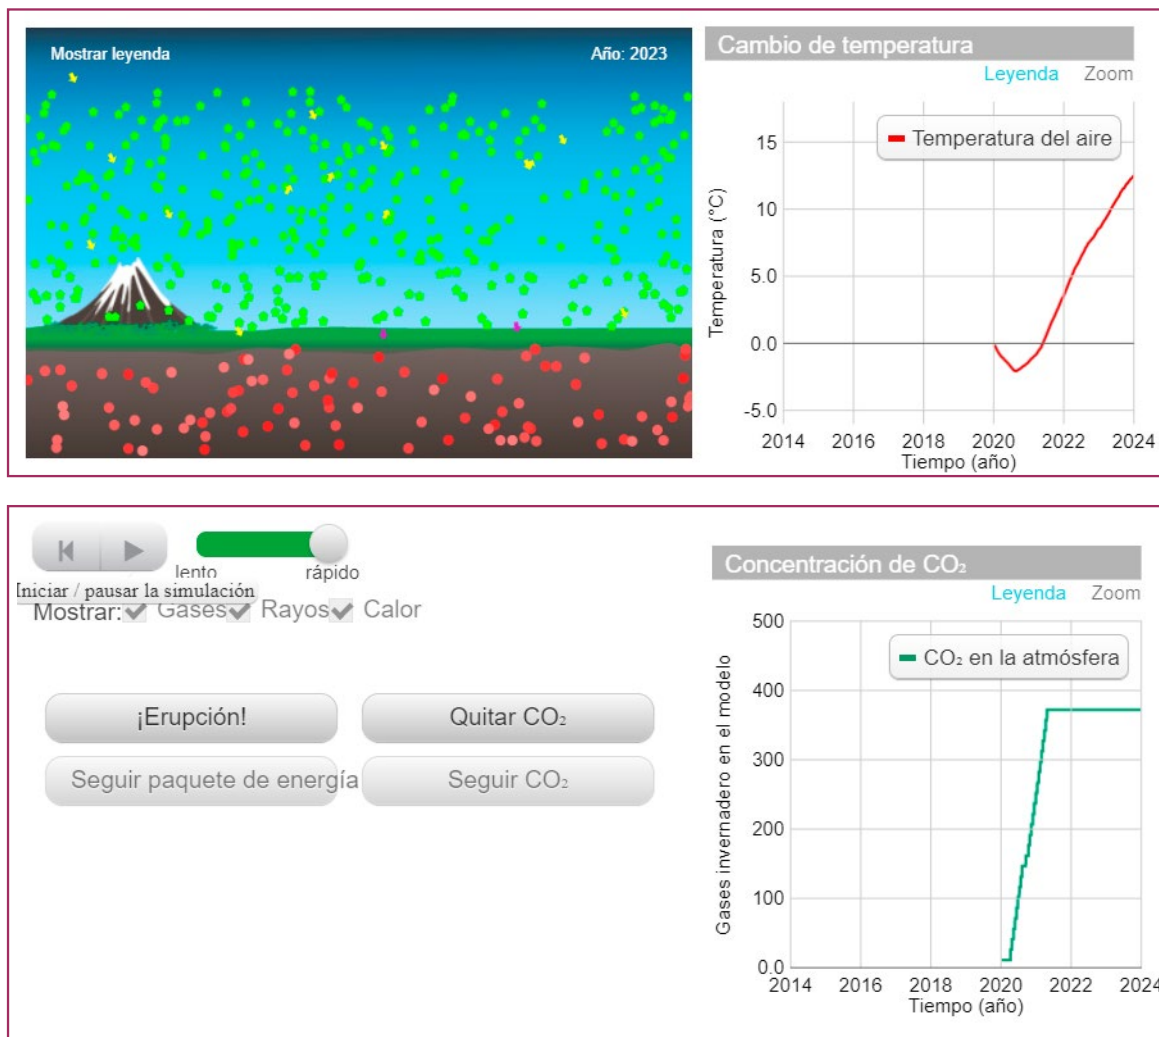 Mostrar leyenda
Año: 2023
Cambio de temperatura
Leyenda Zoom
Temperatura del aire
Temperatura (°C)
15
10
5.0
0.0
-5.0
2014 2016 2018 2020 2022 2024
Tiempo (año)
lento rápido
Iniciar / pausar la simulación
Mostrar: Gases Rayos Calor
¡Erupción! Quitar CO₂
Seguir paquete de energía Seguir CO₂
Concentración de CO₂
Leyenda Zoom
CO₂ en la atmósfera
Gases invernadero en el modelo
500
400
300
200
100
0.0
2014 2016 2018 2020 2022 2024
Tiempo (año)